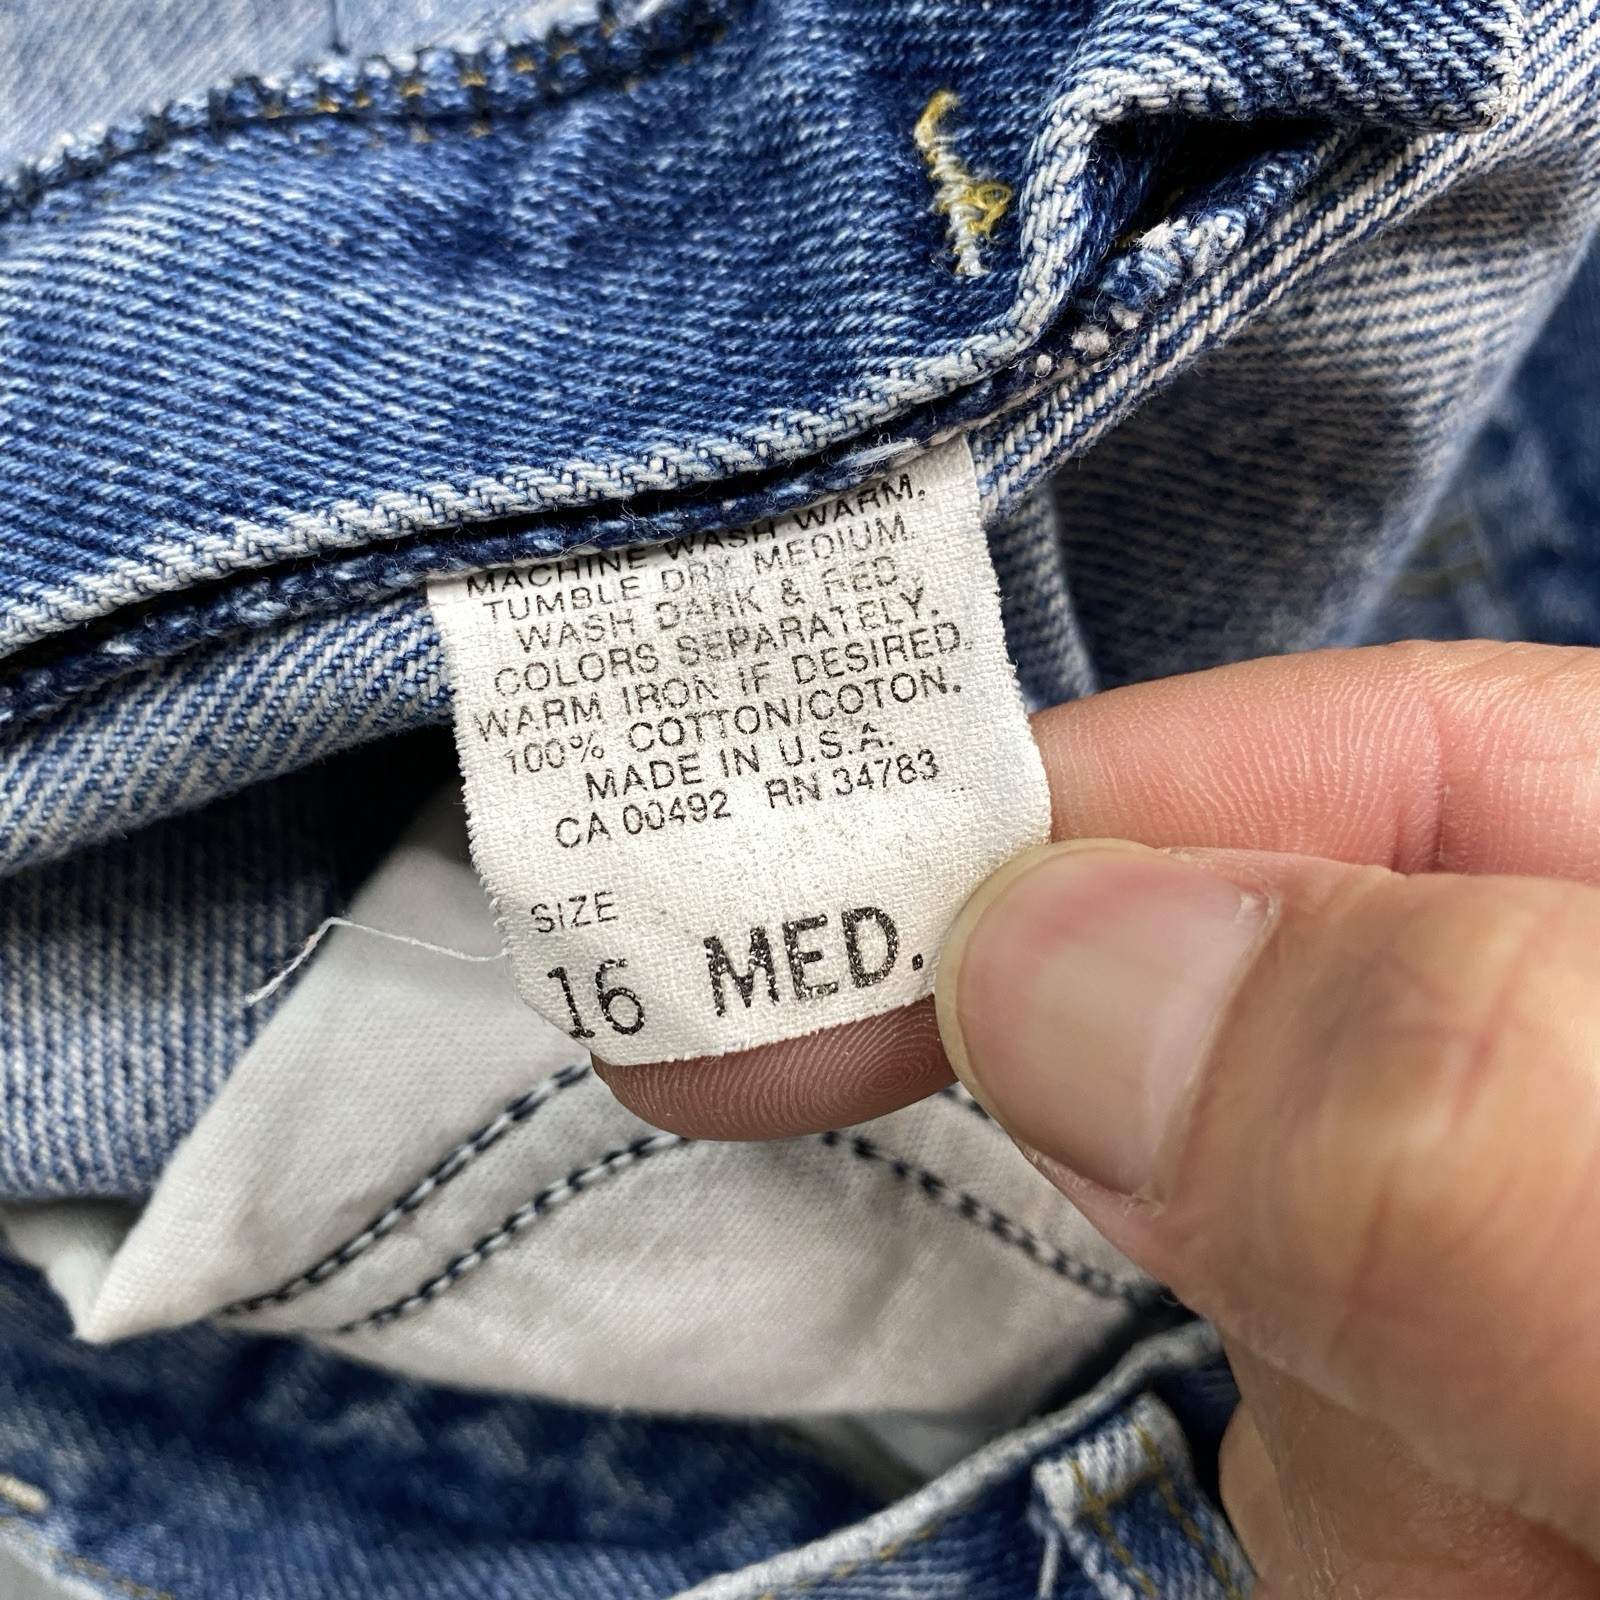 MACHINE WASH WARM.
TUMBLE DRY MEDIUM.
WASH DARK & RED
COLORS SEPARATELY.
WARM IRON IF DESIRED.
100% COTTON/COTON.
MADE IN U.S.A.
CA 00492 RN 34783
SIZE
16 MED.